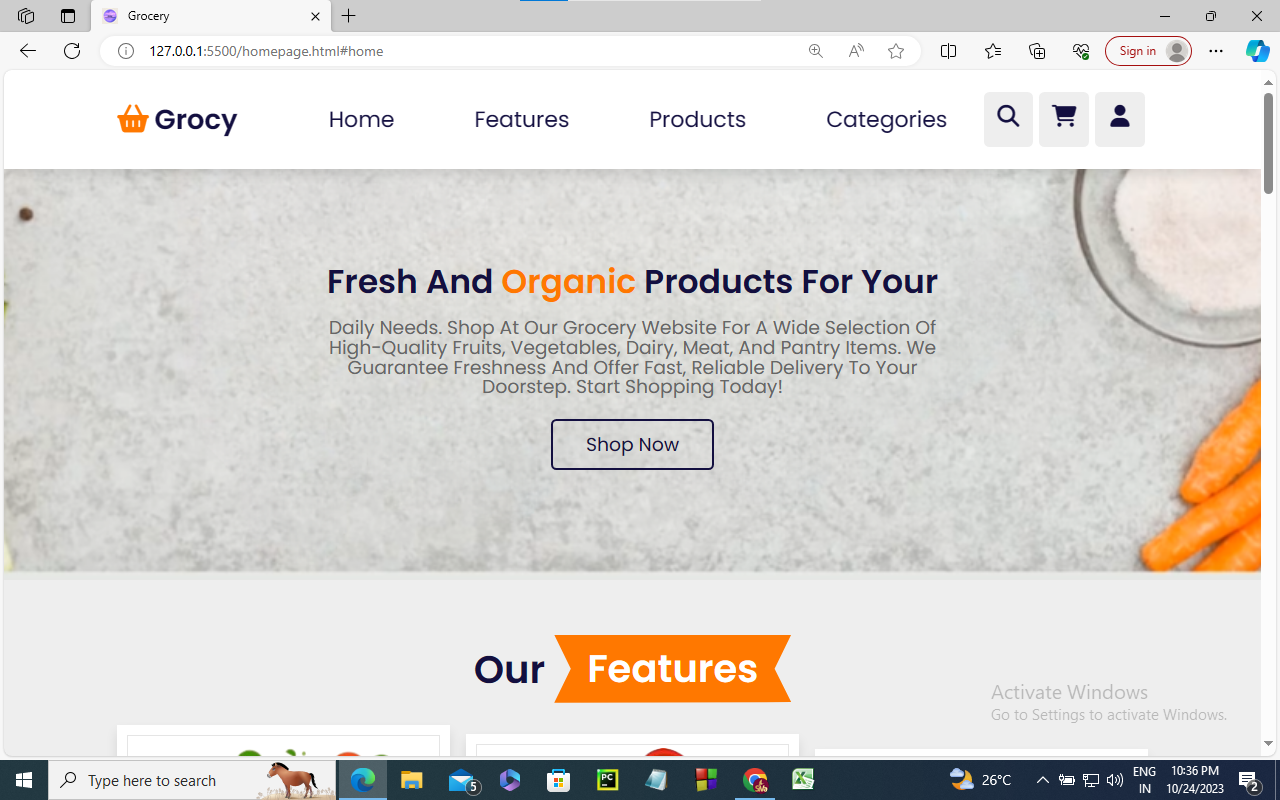 Grocery
127.0.0.1:5500/homepage.html#home
Sign in
Grocy
Home
Features
Products
Categories
Fresh And Organic Products For Your
Daily Needs. Shop At Our Grocery Website For A Wide Selection Of
High-Quality Fruits, Vegetables, Dairy, Meat, And Pantry Items. We
Guarantee Freshness And Offer Fast, Reliable Delivery To Your
Doorstep. Start Shopping Today!
Shop Now
Our Features
Activate Windows
Go to Settings to activate Windows.
Type here to search
5
PC
26°C
ENG
IN
10:36 PM
10/24/2023
2